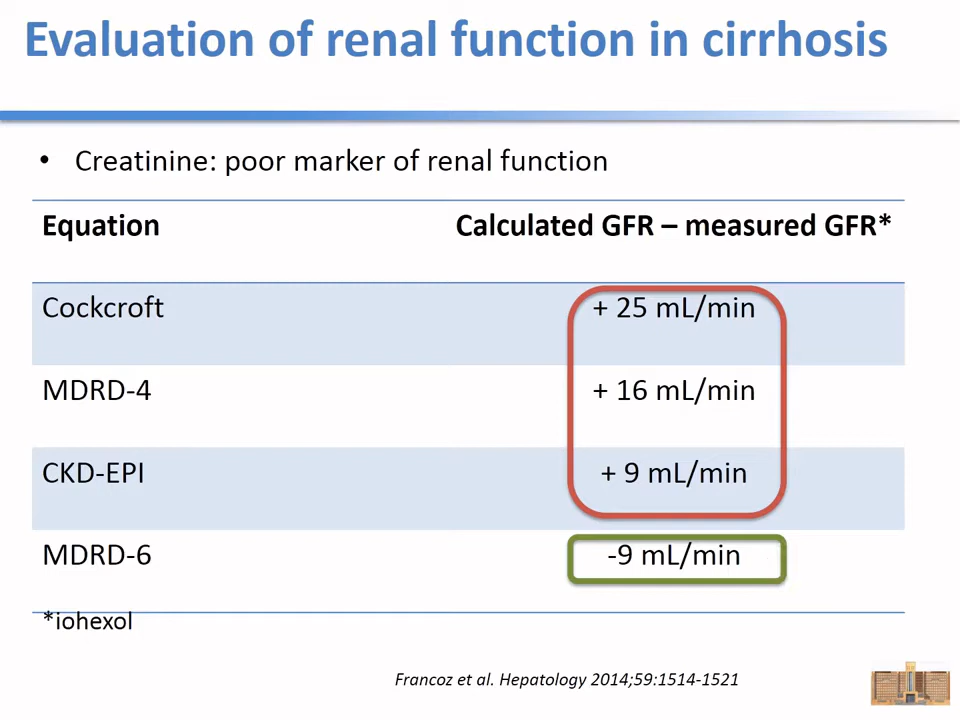 Evaluation of renal function in cirrhosis
• Creatinine: poor marker of renal function
Equation Calculated GFR – measured GFR*
Cockcroft + 25 mL/min
MDRD-4 + 16 mL/min
CKD-EPI + 9 mL/min
MDRD-6 -9 mL/min
*iohexol
Francoz et al. Hepatology 2014;59:1514-1521